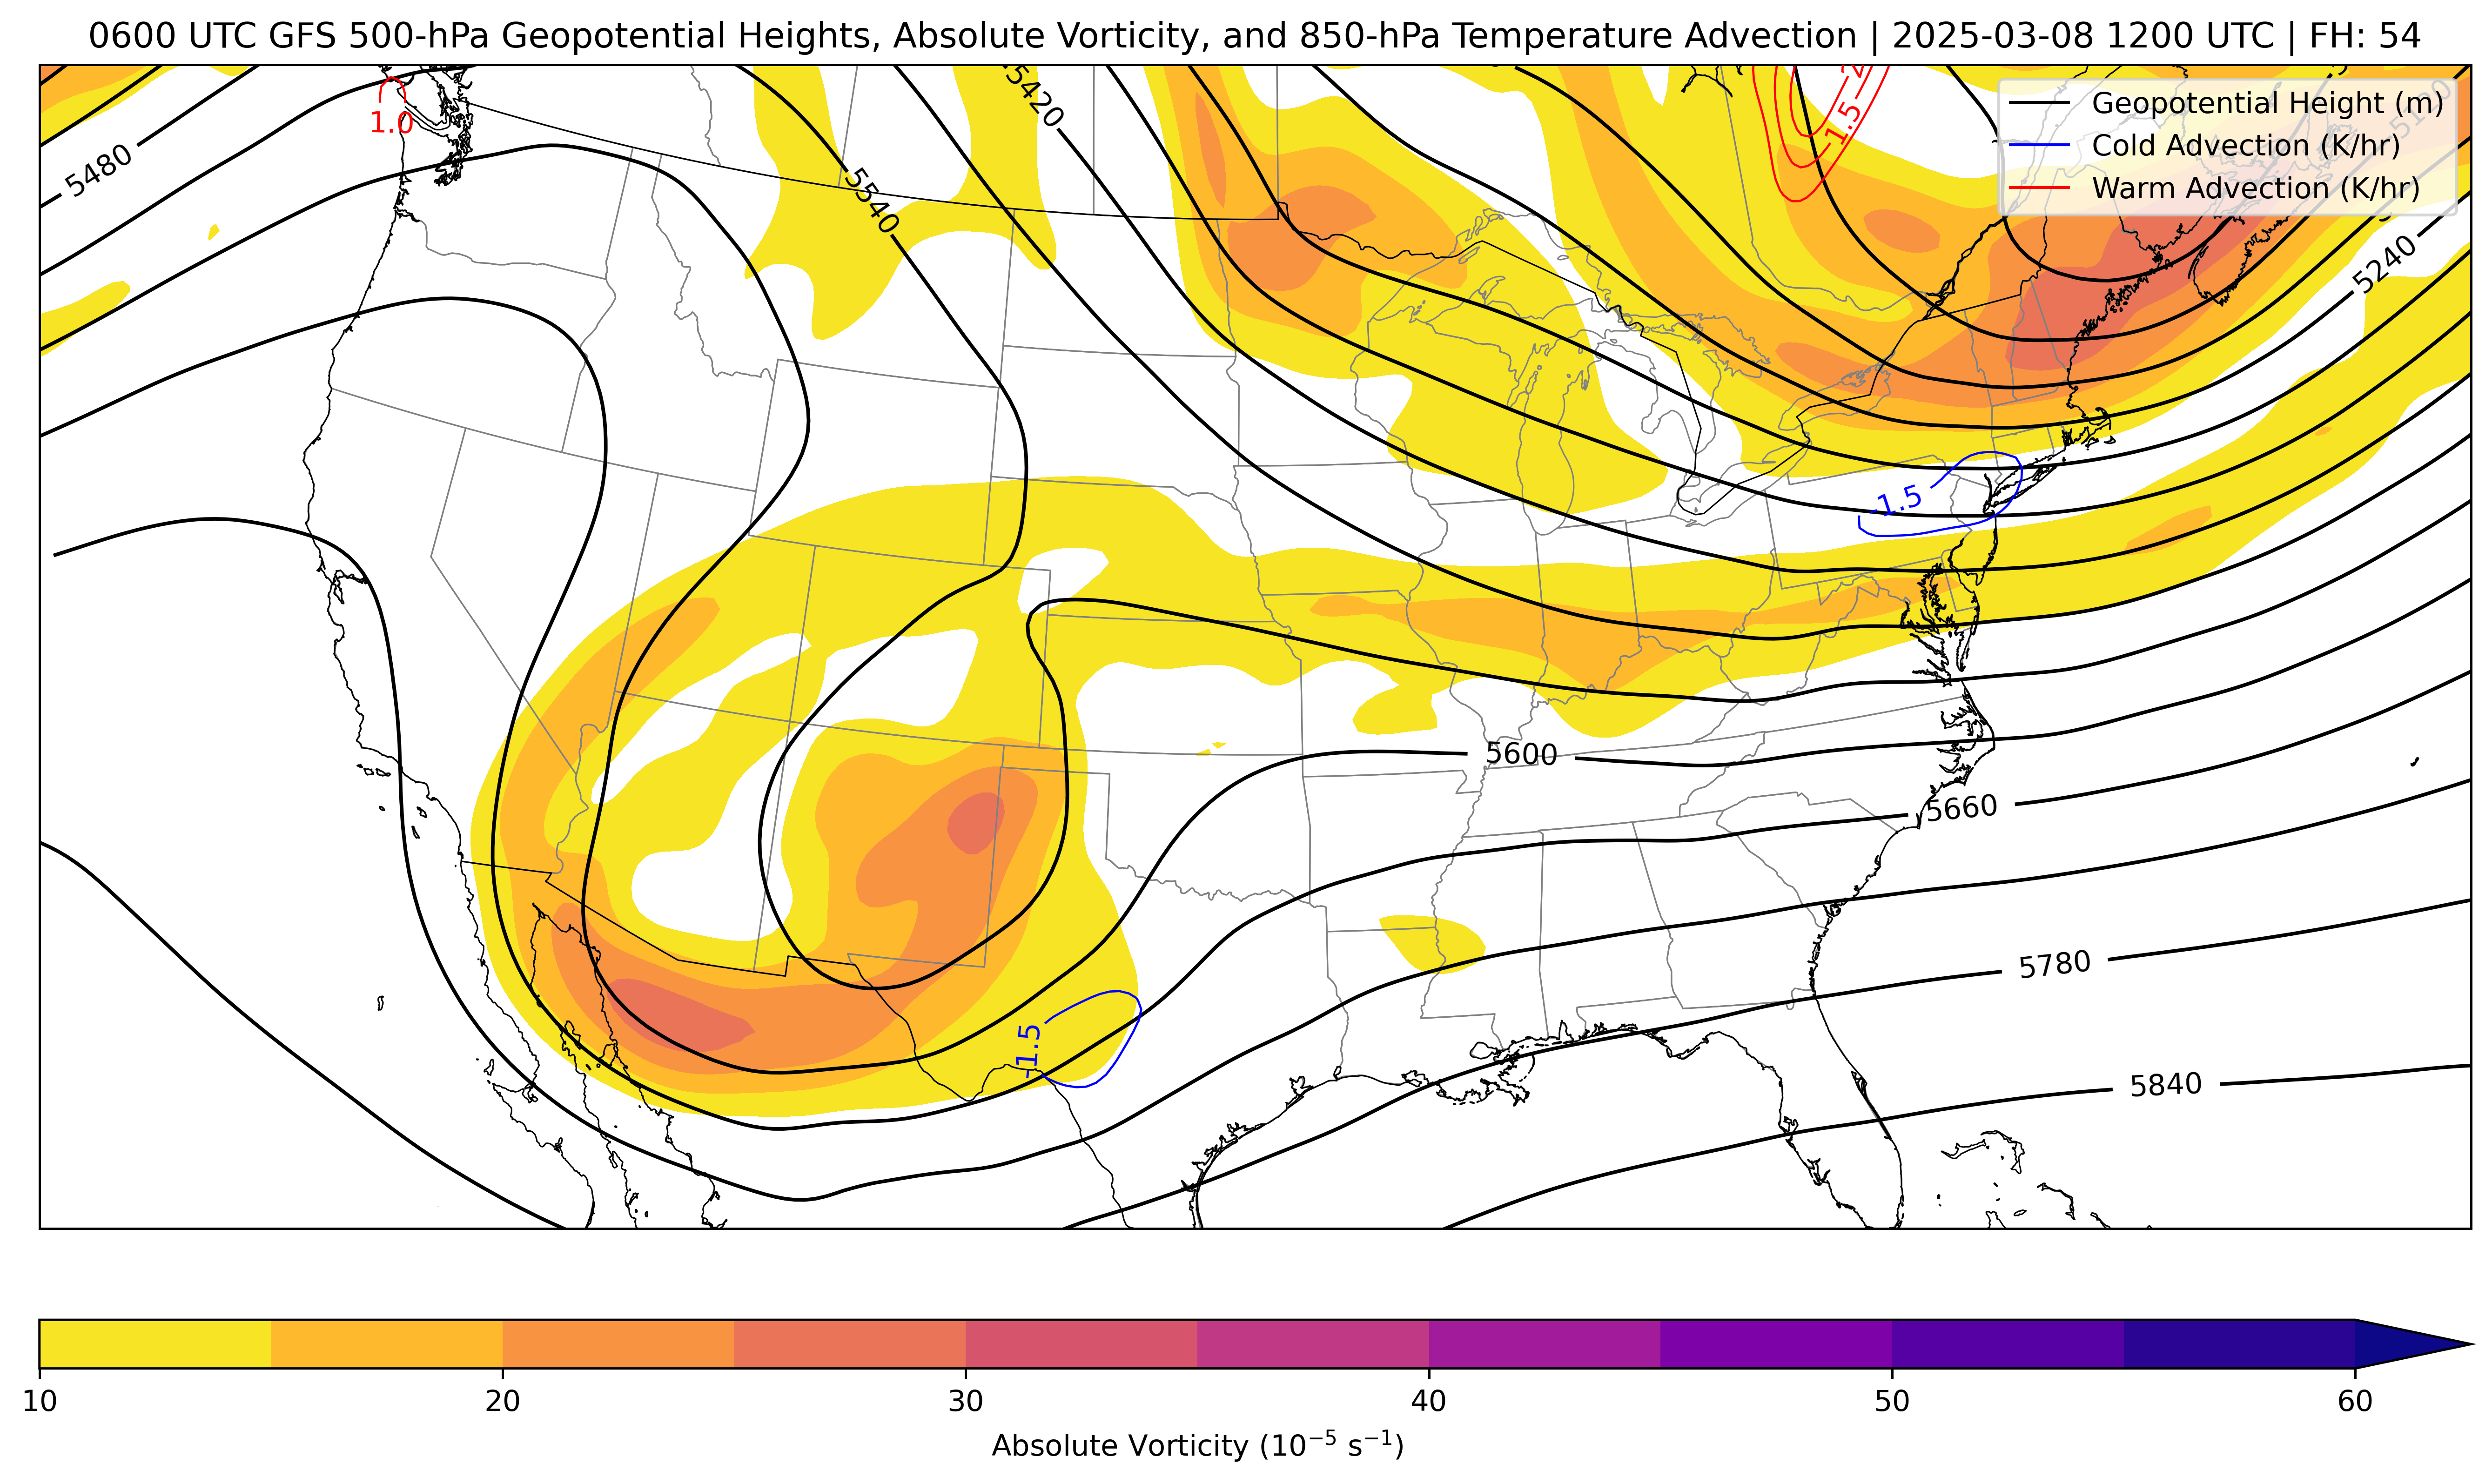 0600 UTC GFS 500-hPa Geopotential Heights, Absolute Vorticity, and 850-hPa Temperature Advection | 2025-03-08 1200 UTC | FH: 54
Geopotential Height (m)
Cold Advection (K/hr)
Warm Advection (K/hr)
1.0
5480
5420
5540
1.5
5240
-1.5
5600
5660
5780
-1.5
5840
10 20 30 40 50 60
Absolute Vorticity (10⁻⁵ s⁻¹)